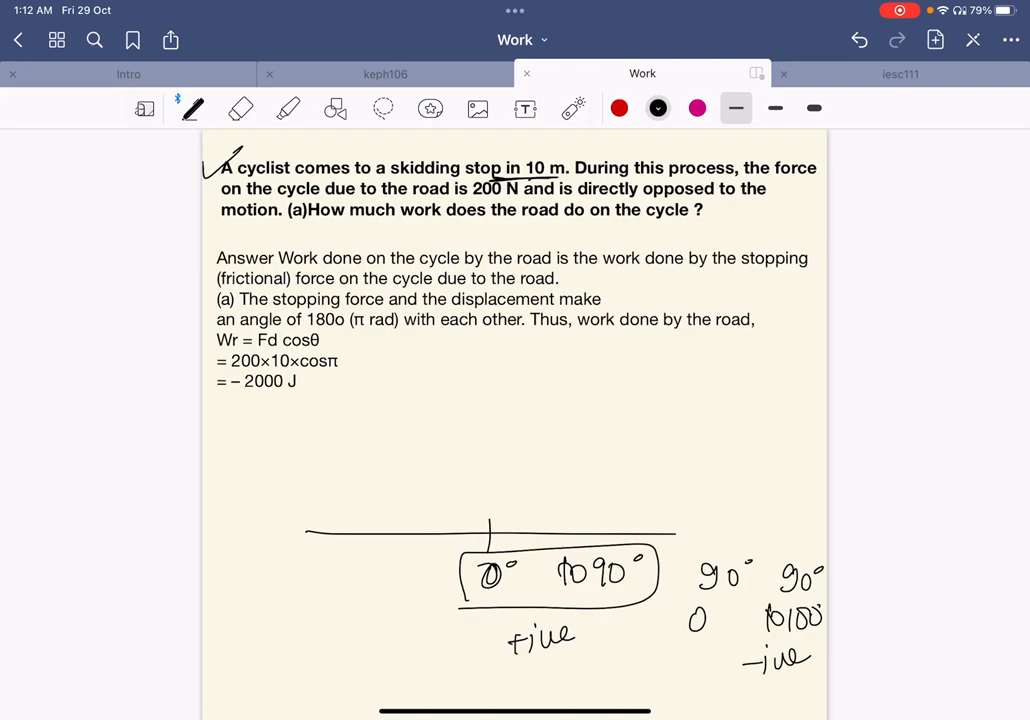 1:12 AM Fri 29 Oct
79%
Work
Intro
keph106
Work
iesc111
T
A cyclist comes to a skidding stop in 10 m. During this process, the force
on the cycle due to the road is 200 N and is directly opposed to the
motion. (a)How much work does the road do on the cycle ?
Answer Work done on the cycle by the road is the work done by the stopping
(frictional) force on the cycle due to the road.
(a) The stopping force and the displacement make
an angle of 180o (π rad) with each other. Thus, work done by the road,
Wr = Fd cosθ
= 200×10×cosπ
= – 2000 J
0° to 90° 90° 90°
0 to 180
+ive
-ive